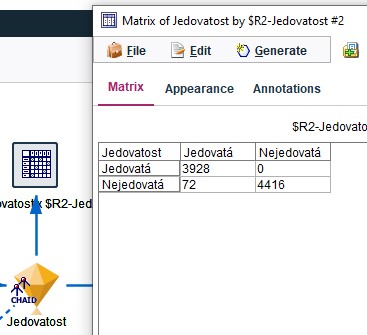 Matrix of Jedovatost by $R2-Jedovatost #2
File Edit Generate
Matrix Appearance Annotations
$R2-Jedovato
Jedovatost Jedovatá Nejedovatá
Jedovatá 3928 0
Nejedovatá 72 4416
ovatost x $R2-Jed
CHAID
Jedovatost